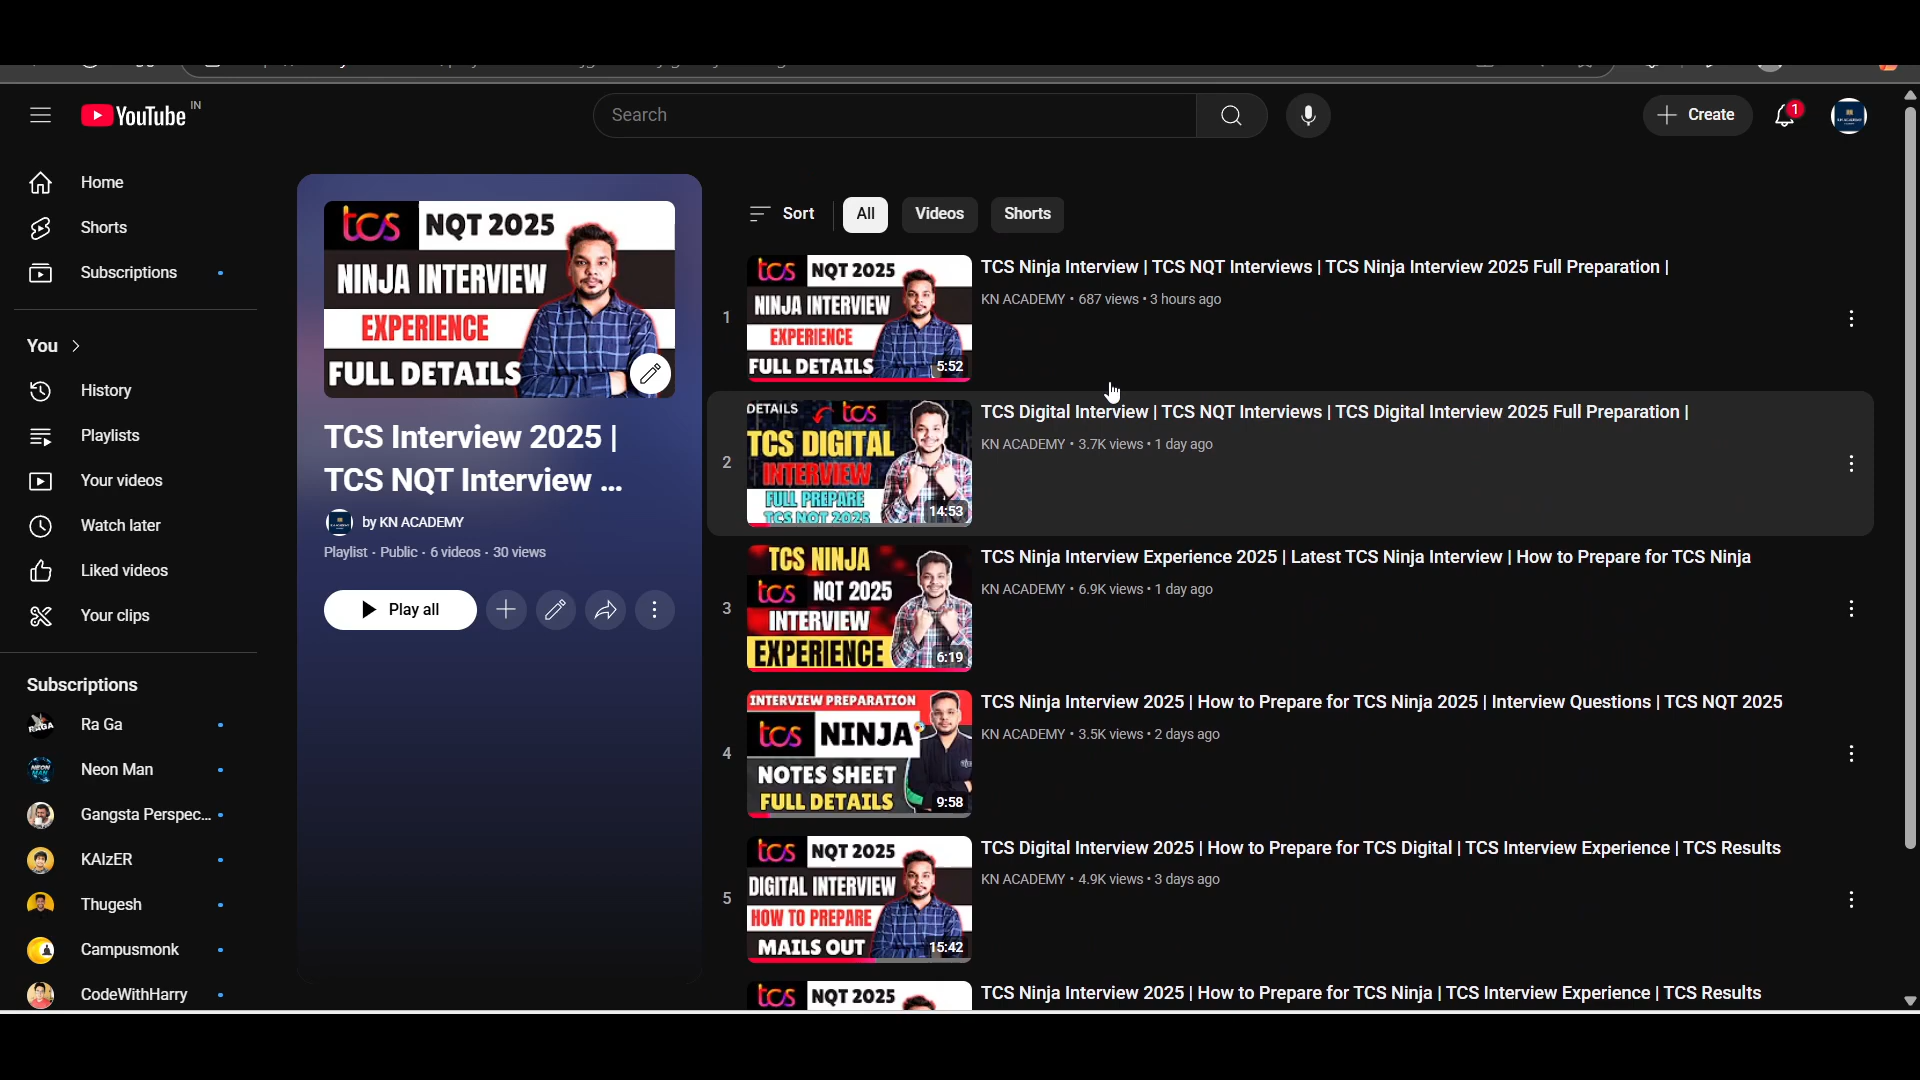 YouTube IN
Search
Create
1
Home
Shorts
Subscriptions
You
History
Playlists
Your videos
Watch later
Liked videos
Your clips
Subscriptions
Ra Ga
Neon Man
Gangsta Perspec...
KAIzER
Thugesh
Campusmonk
CodeWithHarry
tcs NQT 2025
NINJA INTERVIEW
EXPERIENCE
FULL DETAILS
TCS Interview 2025 |
TCS NQT Interview ...
by KN ACADEMY
Playlist · Public · 6 videos · 30 views
Play all
Sort
All
Videos
Shorts
1
tcs NQT 2025
NINJA INTERVIEW
EXPERIENCE
FULL DETAILS
5:52
TCS Ninja Interview | TCS NQT Interviews | TCS Ninja Interview 2025 Full Preparation |
KN ACADEMY • 687 views • 3 hours ago
2
DETAILS tcs
TCS DIGITAL
INTERVIEW
FULL PREPARE
TCS NQT 2025
14:53
TCS Digital Interview | TCS NQT Interviews | TCS Digital Interview 2025 Full Preparation |
KN ACADEMY • 3.7K views • 1 day ago
3
TCS NINJA
tcs NQT 2025
INTERVIEW
EXPERIENCE
6:19
TCS Ninja Interview Experience 2025 | Latest TCS Ninja Interview | How to Prepare for TCS Ninja
KN ACADEMY • 6.9K views • 1 day ago
4
INTERVIEW PREPARATION
tcs NINJA
NOTES SHEET
FULL DETAILS
9:58
TCS Ninja Interview 2025 | How to Prepare for TCS Ninja 2025 | Interview Questions | TCS NQT 2025
KN ACADEMY • 3.5K views • 2 days ago
5
tcs NQT 2025
DIGITAL INTERVIEW
HOW TO PREPARE
MAILS OUT
15:42
TCS Digital Interview 2025 | How to Prepare for TCS Digital | TCS Interview Experience | TCS Results
KN ACADEMY • 4.9K views • 3 days ago
tcs NQT 2025
TCS Ninja Interview 2025 | How to Prepare for TCS Ninja | TCS Interview Experience | TCS Results